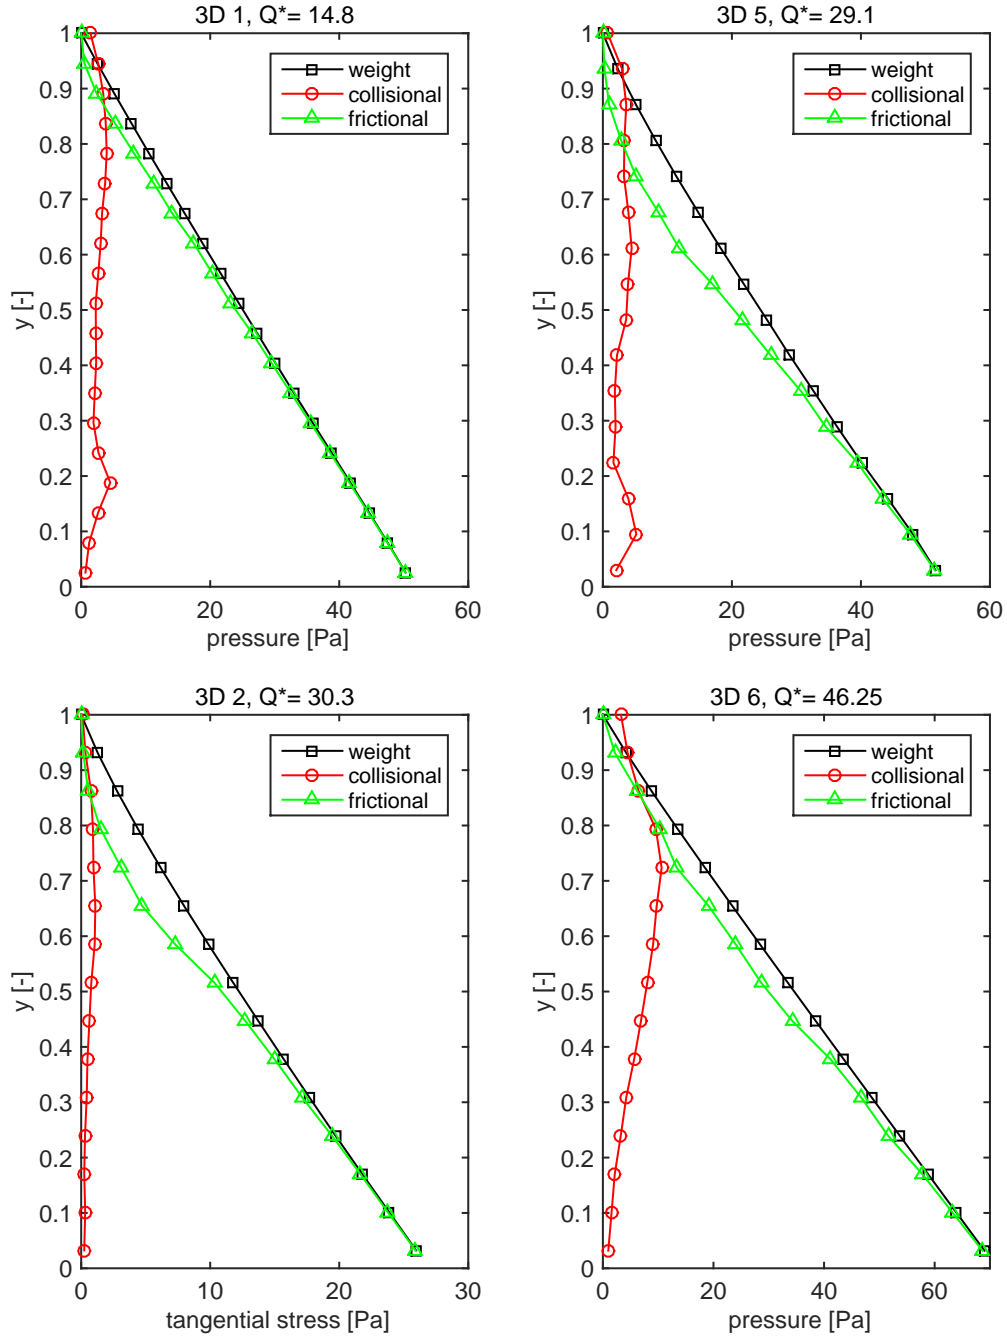 3D 1, Q*= 14.8
1
0.9
0.8
0.7
0.6
0.5
0.4
0.3
0.2
0.1
0
y [-]
weight
collisional
frictional
0 20 40 60
pressure [Pa]
3D 5, Q*= 29.1
1
0.9
0.8
0.7
0.6
0.5
0.4
0.3
0.2
0.1
0
y [-]
weight
collisional
frictional
0 20 40 60
pressure [Pa]
3D 2, Q*= 30.3
1
0.9
0.8
0.7
0.6
0.5
0.4
0.3
0.2
0.1
0
y [-]
weight
collisional
frictional
0 10 20 30
tangential stress [Pa]
3D 6, Q*= 46.25
1
0.9
0.8
0.7
0.6
0.5
0.4
0.3
0.2
0.1
0
y [-]
weight
collisional
frictional
0 20 40 60
pressure [Pa]